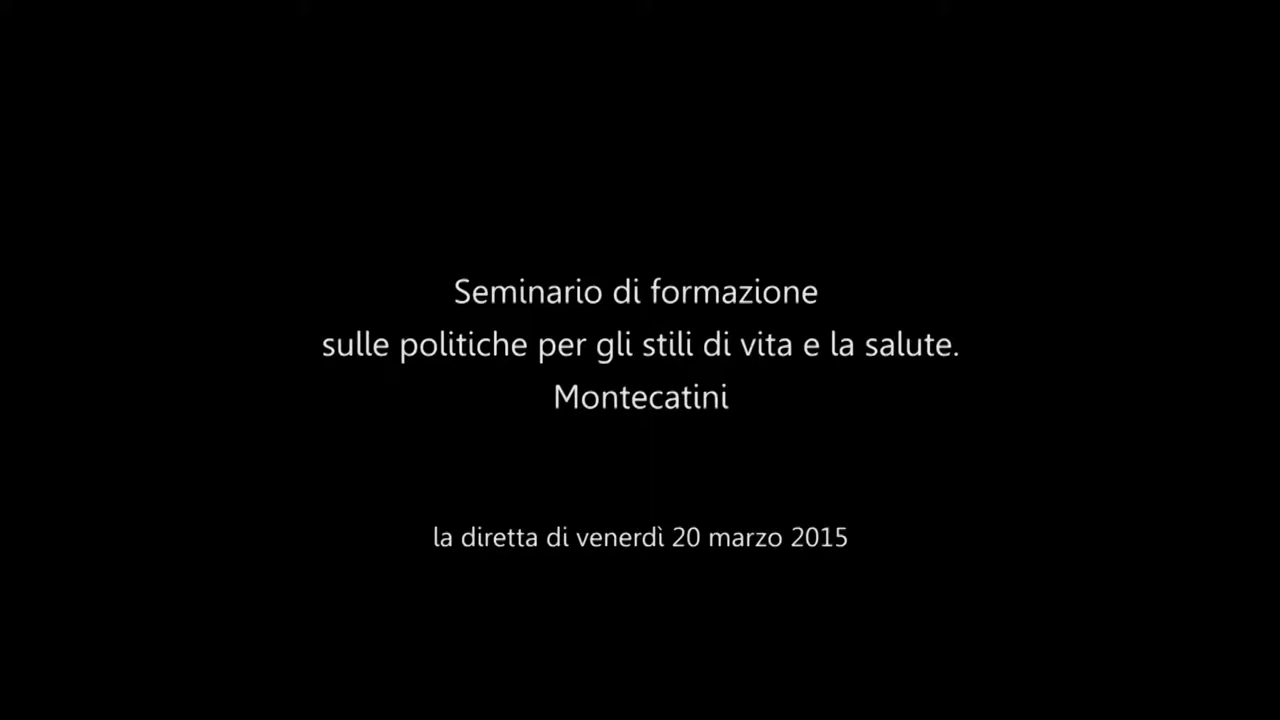 Seminario di formazione
sulle politiche per gli stili di vita e la salute.
Montecatini
la diretta di venerdì 20 marzo 2015